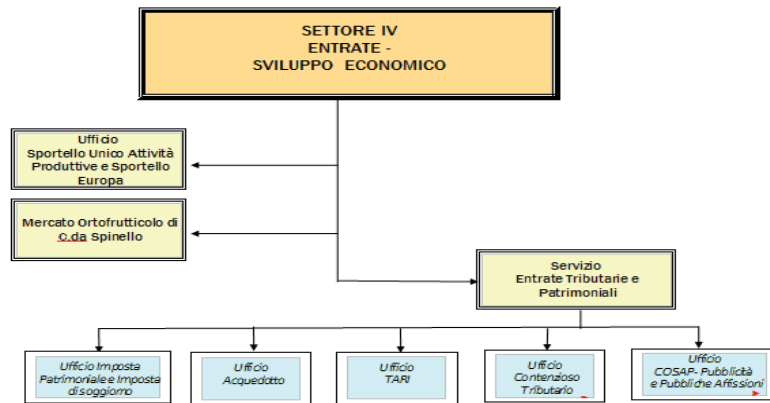 SETTORE IV
ENTRATE -
SVILUPPO ECONOMICO
Ufficio
Sportello Unico Attività
Produttive e Sportello
Europa
Mercato Ortofrutticolo di
c.da Spinello
Servizio
Entrate Tributarie e
Patrimoniali
Ufficio Imposta
Patrimoniale e Imposta
di soggiorno
Ufficio
Acquedotto
Ufficio
TARI
Ufficio
Contenzioso
Tributario
Ufficio
COSAP- Pubblicità
e Pubbliche Affissioni